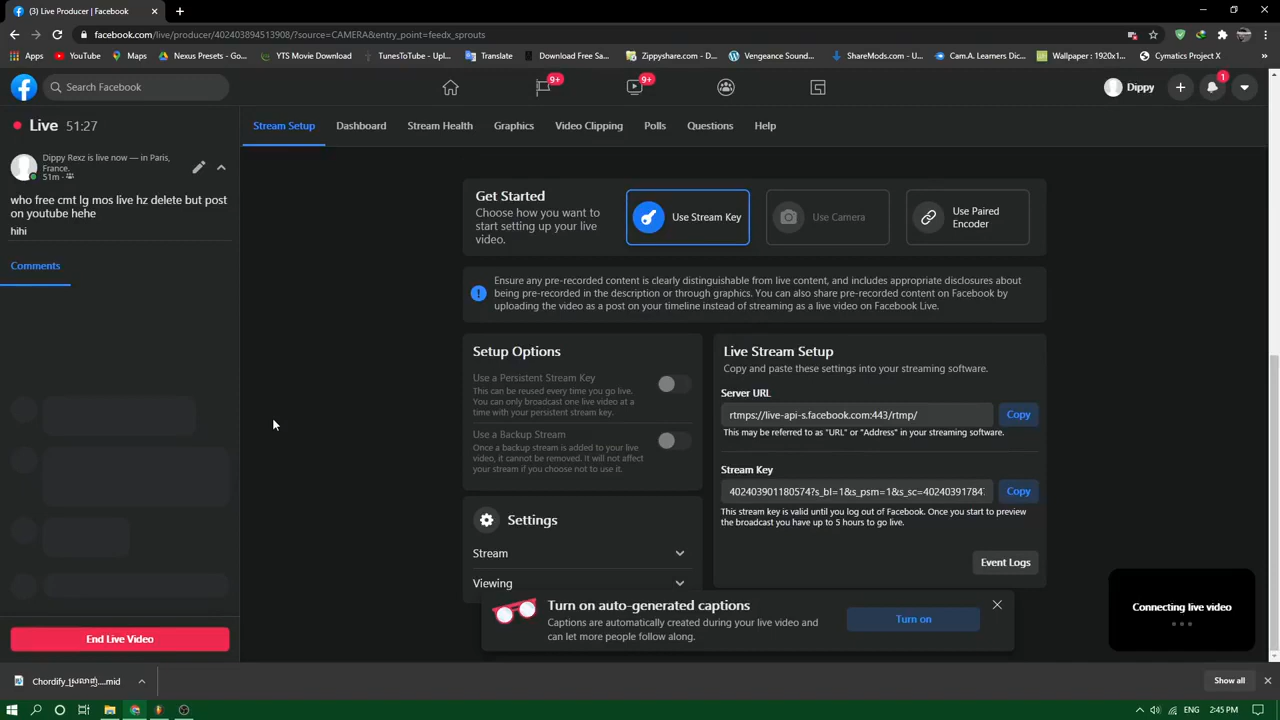 (3) Live Producer | Facebook
facebook.com/live/producer/402403894513908/?source=CAMERA&entry_point=feedx_sprouts
Apps YouTube Nexus Presets - Go... YTS Movie Download TunesToTube - Upl... Translate Download Free Sa... Zippyshare.com - D... Vengeance Sound... ShareMods.com — ... Cam.A. Learners Dic... Wallpaper : 1920x1... Cymatics Project X
Search Facebook
9+ 9+ Dippy 1
Live 51:27
Stream Setup Dashboard Stream Health Graphics Video Clipping Polls Questions Help
Dippy Rexz is live now — in Paris,
France.
51m
who free cmt lg mos live hz delete but post
on youtube hehe
hihi
Comments
Get Started
Choose how you want
to start setting up your live
video.
Use Stream Key
Use Camera
Use Paired
Encoder
Ensure any pre-recorded content is clearly distinguishable from live content, and includes appropriate disclosures about
being pre-recorded in the description or through graphics. You can also share pre-recorded content on Facebook by
uploading the video as a post on your timeline instead of streaming as a live video on Facebook Live.
Setup Options
Use a Persistent Stream Key
This can be reused every time you go live.
You can only broadcast one live video at a
time with your persistent stream key.
Use a Backup Stream
Once a backup stream is added to your live
video, it cannot be removed. It will not affect
your stream if you choose not to use it.
Settings
Stream
Viewing
Live Stream Setup
Copy and paste these settings into your streaming software.
Server URL
rtmps://live-api-s.facebook.com:443/rtmp/ Copy
This may be referred to as "URL" or "Address" in your streaming software.
Stream Key
402403901180574?s_bl=1&s_psm=1&s_sc=40240391784 Copy
This stream key is valid until you log out of Facebook. Once you start to preview
the broadcast you have up to 5 hours to go live.
Event Logs
Turn on auto-generated captions
Captions are automatically created during your live video and
can let more people follow along.
Turn on
Connecting live video
End Live Video
Show all
ENG 2:45 PM